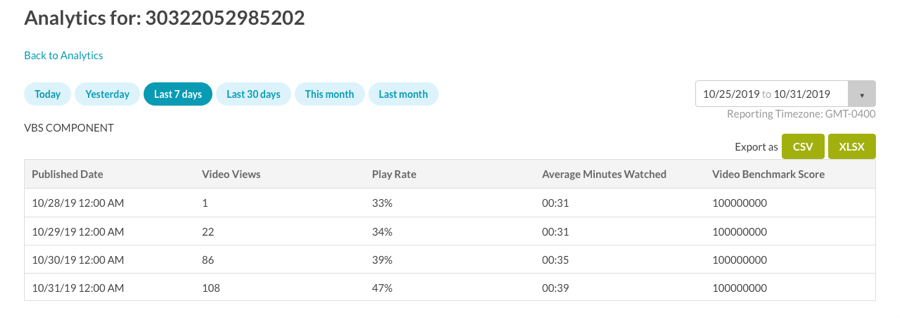 Analytics for: 30322052985202
Back to Analytics
Today Yesterday Last 7 days Last 30 days This month Last month 10/25/2019 to 10/31/2019
Reporting Timezone: GMT-0400
VBS COMPONENT
Export as CSV XLSX
Published Date Video Views Play Rate Average Minutes Watched Video Benchmark Score
10/28/19 12:00 AM 1 33% 00:31 100000000
10/29/19 12:00 AM 22 34% 00:31 100000000
10/30/19 12:00 AM 86 39% 00:35 100000000
10/31/19 12:00 AM 108 47% 00:39 100000000